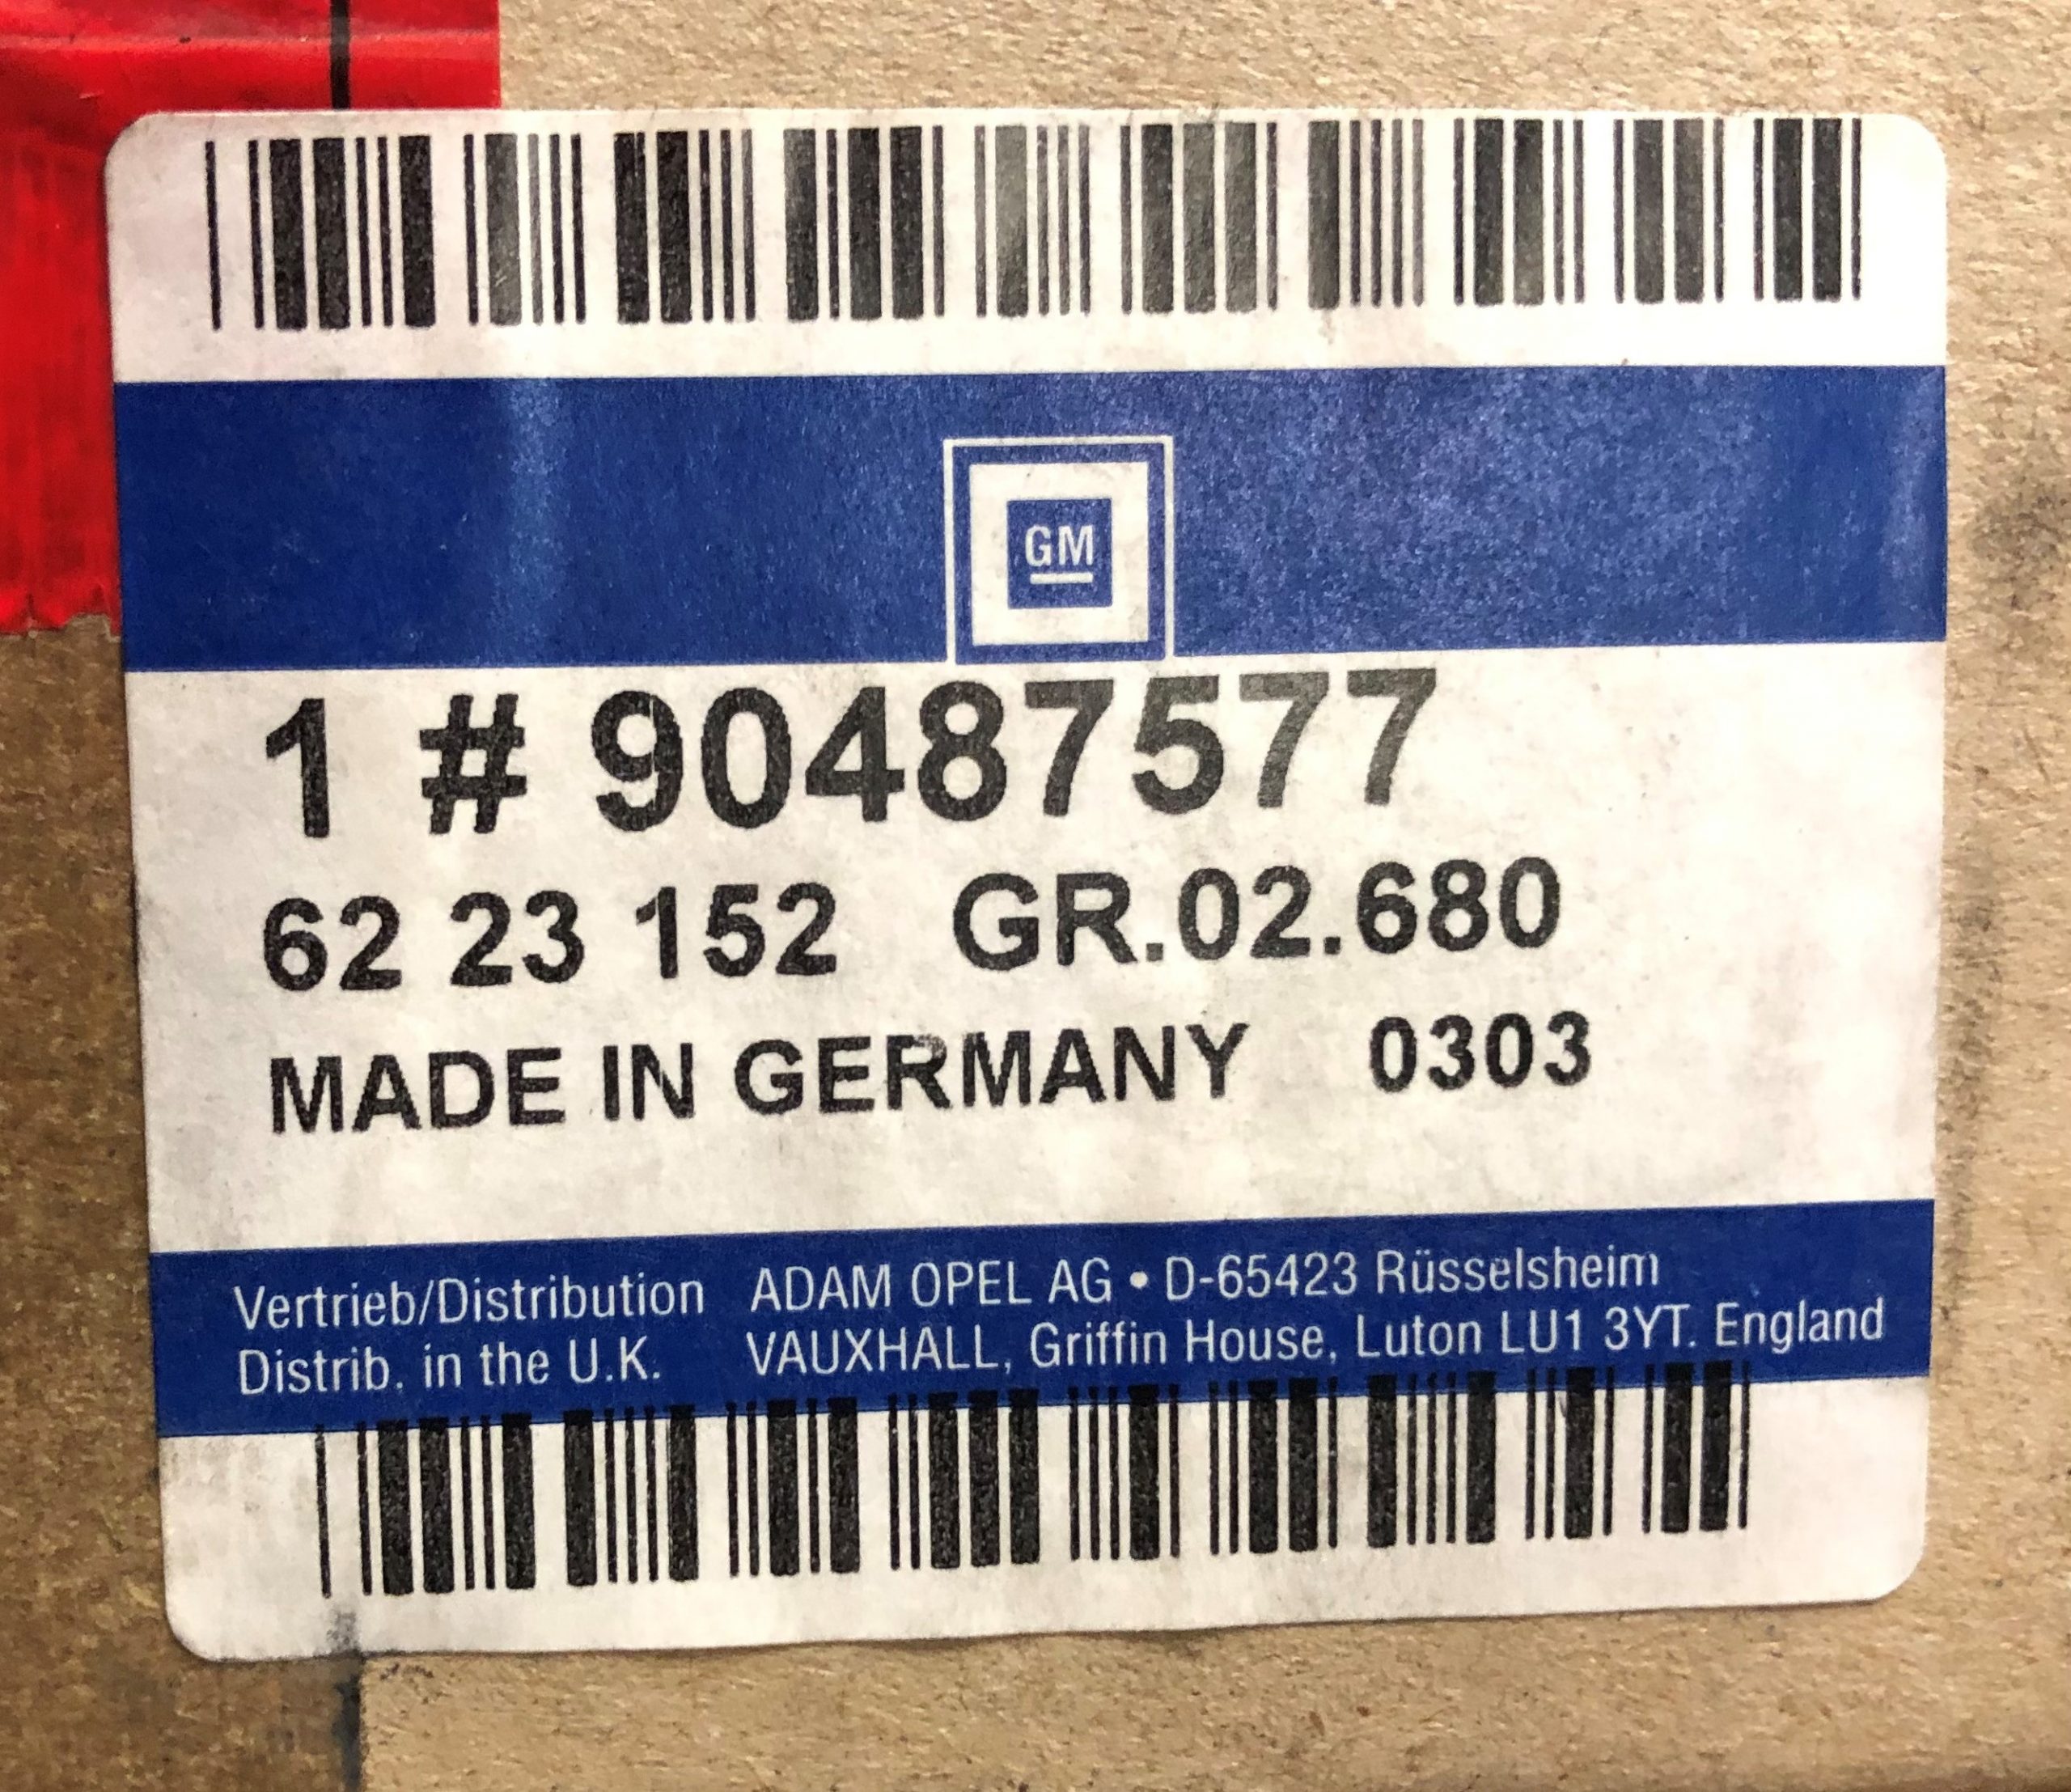 GM
1 # 90487577
62 23 152 GR.02.680
MADE IN GERMANY 0303
Vertrieb/Distribution ADAM OPEL AG • D-65423 Rüsselsheim
Distrib. in the U.K. VAUXHALL, Griffin House, Luton LU1 3YT. England